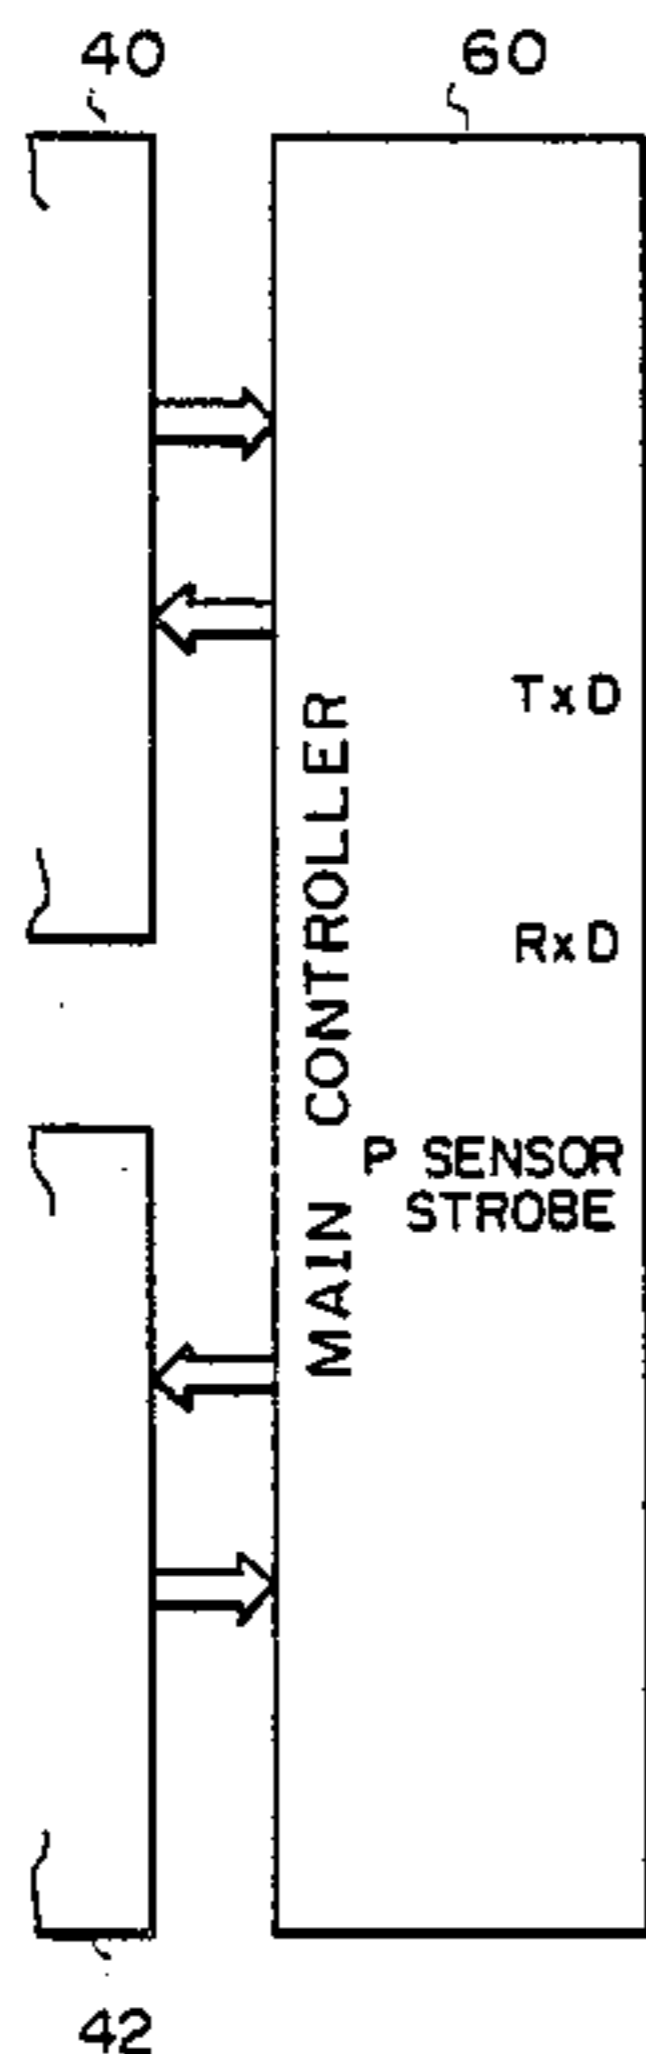 40
60
TxD
RxD
MAIN CONTROLLER
P SENSOR
STROBE
42